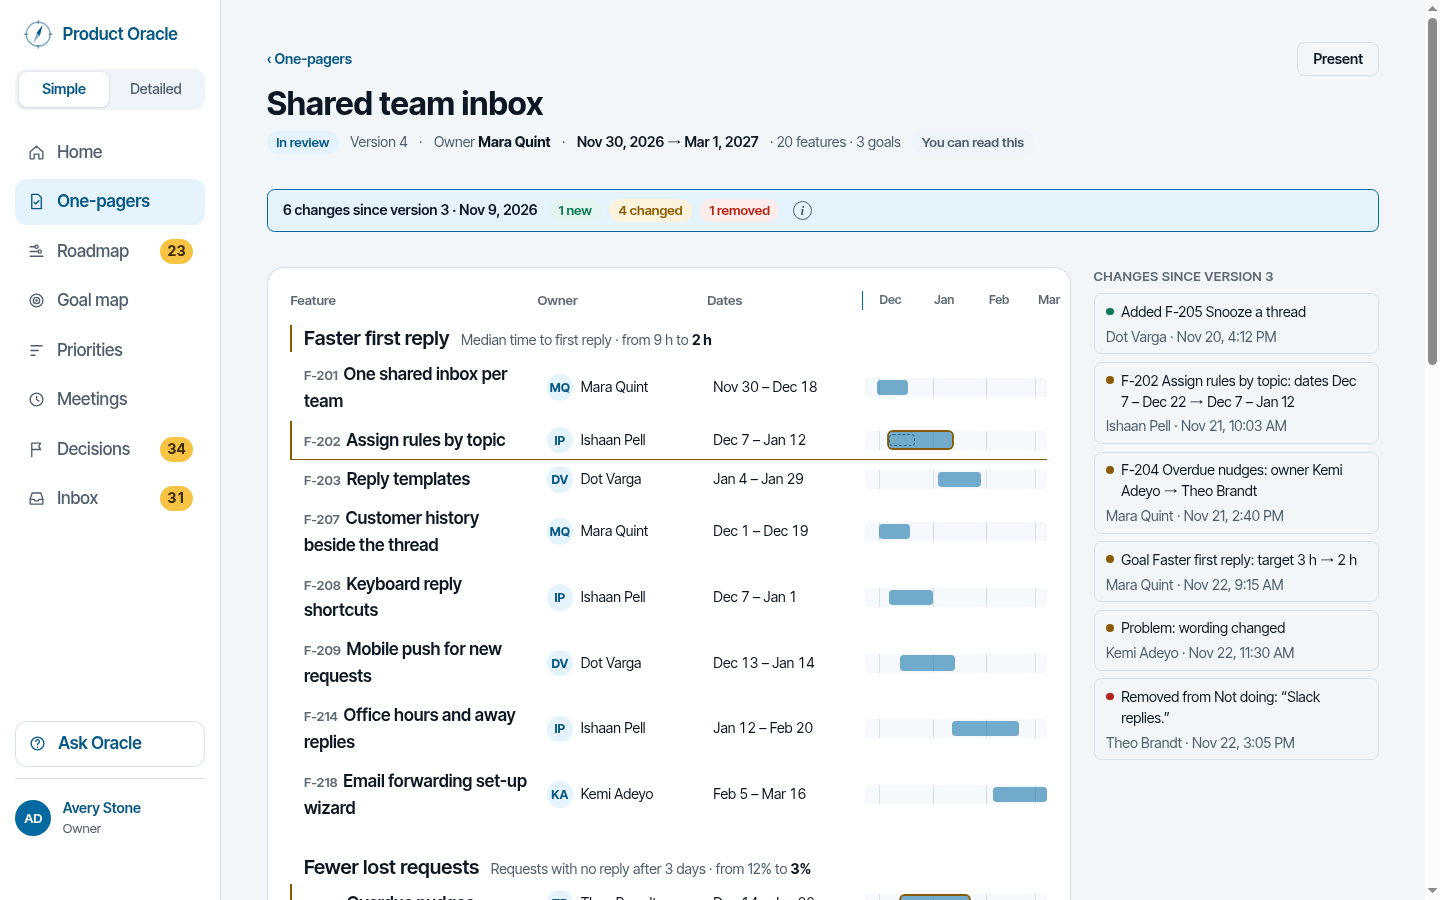 Product Oracle
Simple
Detailed
Home
One-pagers
Roadmap 23
Goal map
Priorities
Meetings
Decisions 34
Inbox 31
Ask Oracle
AD
Avery Stone
Owner
‹ One-pagers
Present
Shared team inbox
In review Version 4 · Owner Mara Quint · Nov 30, 2026 → Mar 1, 2027 · 20 features · 3 goals You can read this
6 changes since version 3 · Nov 9, 2026 1 new 4 changed 1 removed i
Feature Owner Dates Dec Jan Feb Mar
Faster first reply Median time to first reply · from 9 h to 2 h
F-201 One shared inbox per
team
MQ Mara Quint Nov 30 – Dec 18
F-202 Assign rules by topic IP Ishaan Pell Dec 7 – Jan 12
F-203 Reply templates DV Dot Varga Jan 4 – Jan 29
F-207 Customer history
beside the thread
MQ Mara Quint Dec 1 – Dec 19
F-208 Keyboard reply
shortcuts
IP Ishaan Pell Dec 7 – Jan 1
F-209 Mobile push for new
requests
DV Dot Varga Dec 13 – Jan 14
F-214 Office hours and away
replies
IP Ishaan Pell Jan 12 – Feb 20
F-218 Email forwarding set-up
wizard
KA Kemi Adeyo Feb 5 – Mar 16
Fewer lost requests Requests with no reply after 3 days · from 12% to 3%
CHANGES SINCE VERSION 3
Added F-205 Snooze a thread
Dot Varga · Nov 20, 4:12 PM
F-202 Assign rules by topic: dates Dec
7 – Dec 22 → Dec 7 – Jan 12
Ishaan Pell · Nov 21, 10:03 AM
F-204 Overdue nudges: owner Kemi
Adeyo → Theo Brandt
Mara Quint · Nov 21, 2:40 PM
Goal Faster first reply: target 3 h → 2 h
Mara Quint · Nov 22, 9:15 AM
Problem: wording changed
Kemi Adeyo · Nov 22, 11:30 AM
Removed from Not doing: “Slack
replies.”
Theo Brandt · Nov 22, 3:05 PM